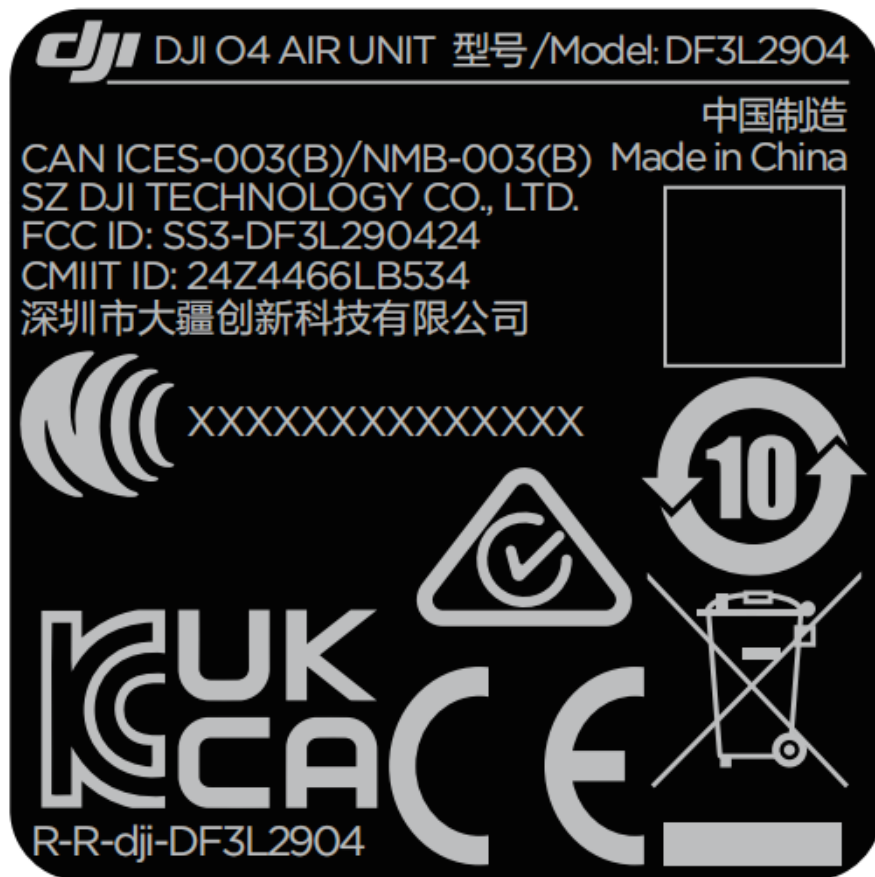 dji DJI O4 AIR UNIT 型号/Model: DF3L2904
中国制造
CAN ICES-003(B)/NMB-003(B) Made in China
SZ DJI TECHNOLOGY CO., LTD.
FCC ID: SS3-DF3L290424
CMIIT ID: 24Z4466LB534
深圳市大疆创新科技有限公司
XXXXXXXXXXXXXX
10
UK
CA
CE
R-R-dji-DF3L2904